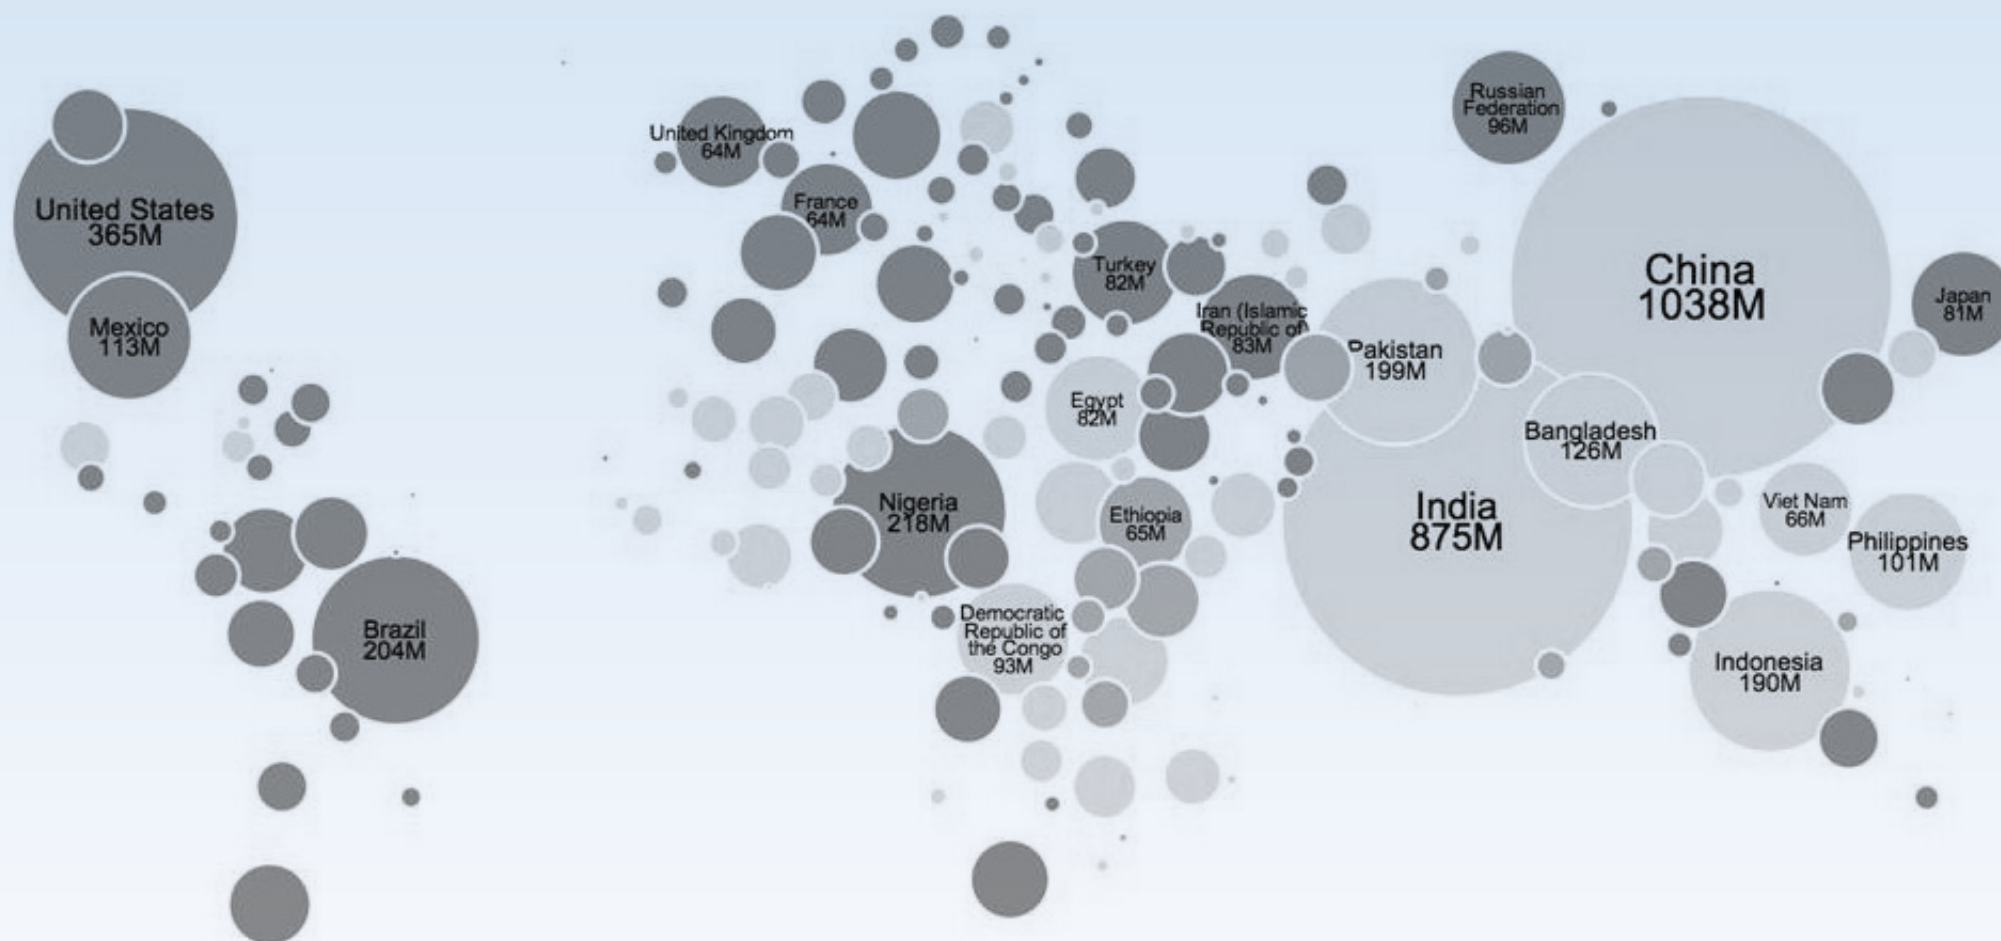 United States
365M
Mexico
113M
Brazil
204M
United Kingdom
64M
France
64M
Turkey
82M
Iran (Islamic
Republic of
83M
Egypt
82M
Nigeria
218M
Ethiopia
65M
Democratic
Republic of
the Congo
93M
Russian
Federation
96M
China
1038M
Japan
81M
Pakistan
199M
Bangladesh
126M
India
875M
Viet Nam
66M
Philippines
101M
Indonesia
190M